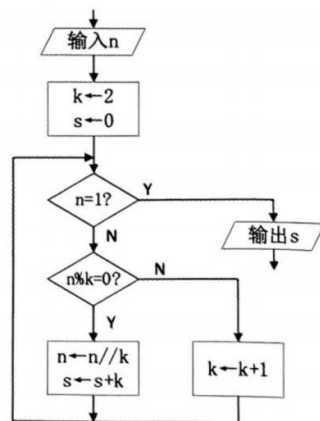 输入n
k←2
s←0
n=1?
Y
N
输出s
n%k=0?
N
Y
n←n//k
s←s+k
k←k+1